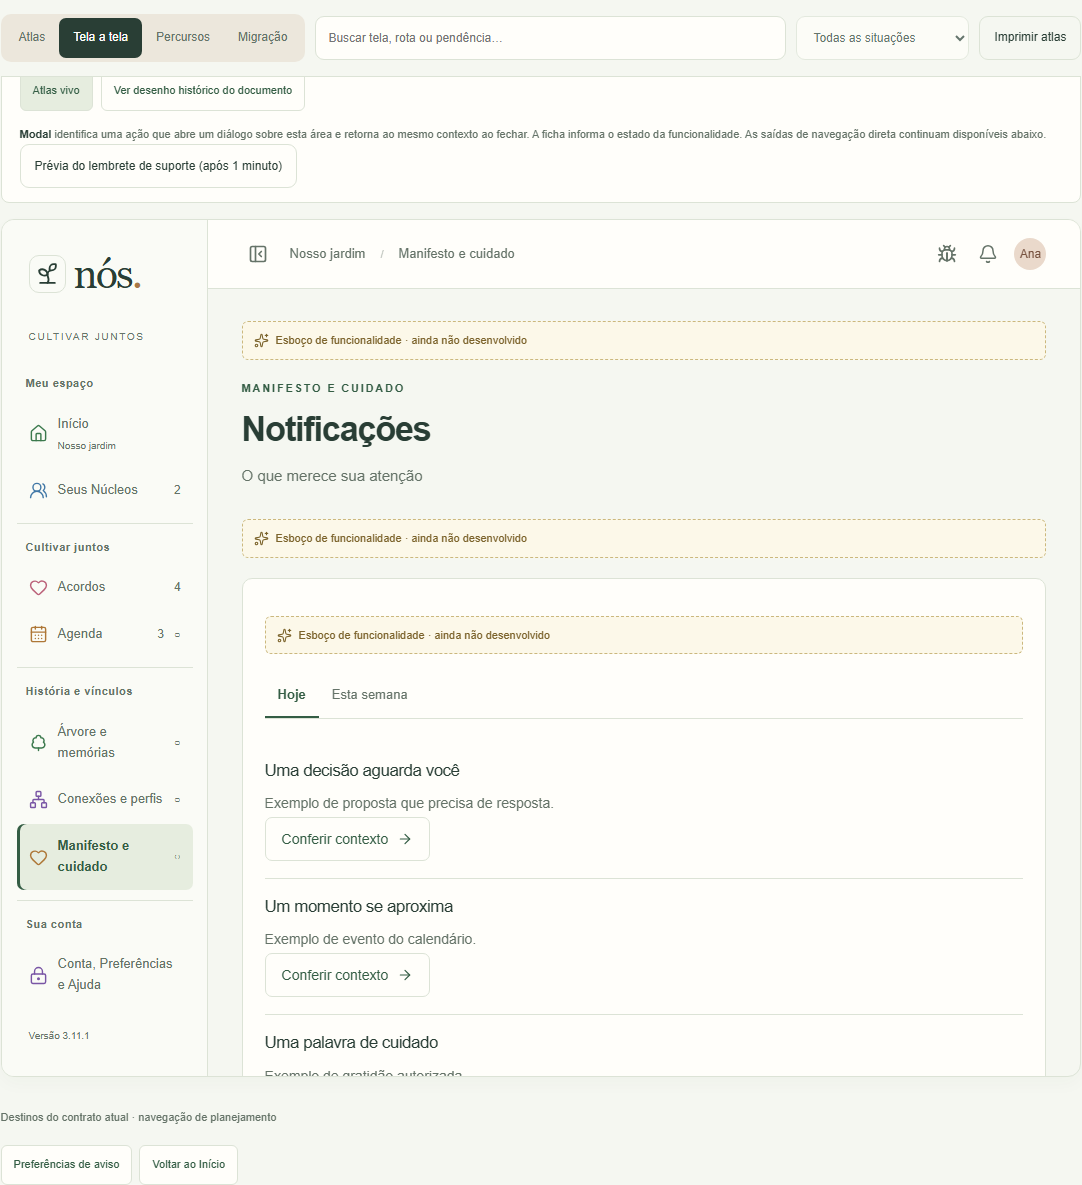 Atlas
Tela a tela
Percursos
Migração
Buscar tela, rota ou pendência...
Todas as situações
Imprimir atlas
Atlas vivo
Ver desenho histórico do documento
Modal identifica uma ação que abre um diálogo sobre esta área e retorna ao mesmo contexto ao fechar. A ficha informa o estado da funcionalidade. As saídas de navegação direta continuam disponíveis abaixo.
Prévia do lembrete de suporte (após 1 minuto)
nós.
CULTIVAR JUNTOS
Meu espaço
Início
Nosso jardim
Seus Núcleos 2
Cultivar juntos
Acordos 4
Agenda 3
História e vínculos
Árvore e
memórias
Conexões e perfis
Manifesto e
cuidado
Sua conta
Conta, Preferências
e Ajuda
Versão 3.11.1
Nosso jardim / Manifesto e cuidado
Ana
Esboço de funcionalidade · ainda não desenvolvido
MANIFESTO E CUIDADO
Notificações
O que merece sua atenção
Esboço de funcionalidade · ainda não desenvolvido
Esboço de funcionalidade · ainda não desenvolvido
Hoje
Esta semana
Uma decisão aguarda você
Exemplo de proposta que precisa de resposta.
Conferir contexto
Um momento se aproxima
Exemplo de evento do calendário.
Conferir contexto
Uma palavra de cuidado
Exemplo de gratidão autorizada
Destinos do contrato atual · navegação de planejamento
Preferências de aviso
Voltar ao Início